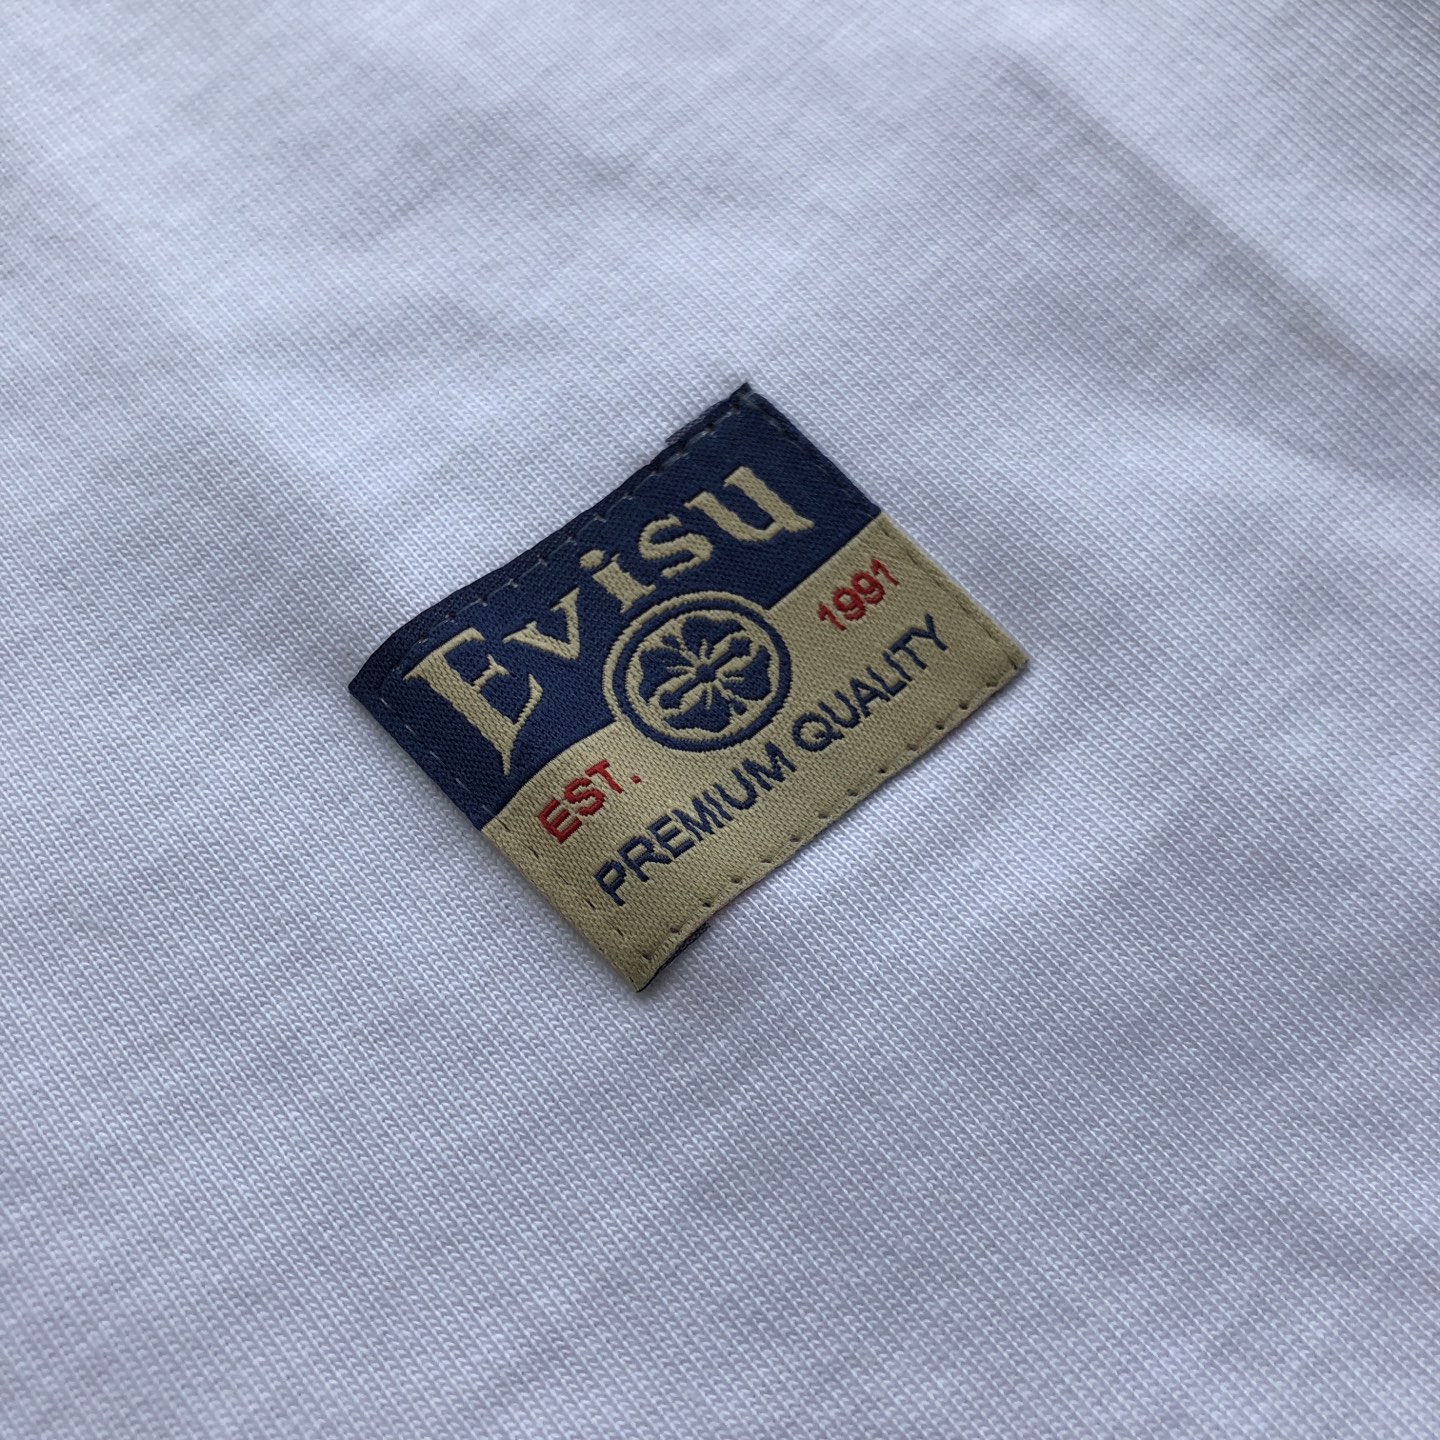 Evisu
EST. 1991
PREMIUM QUALITY